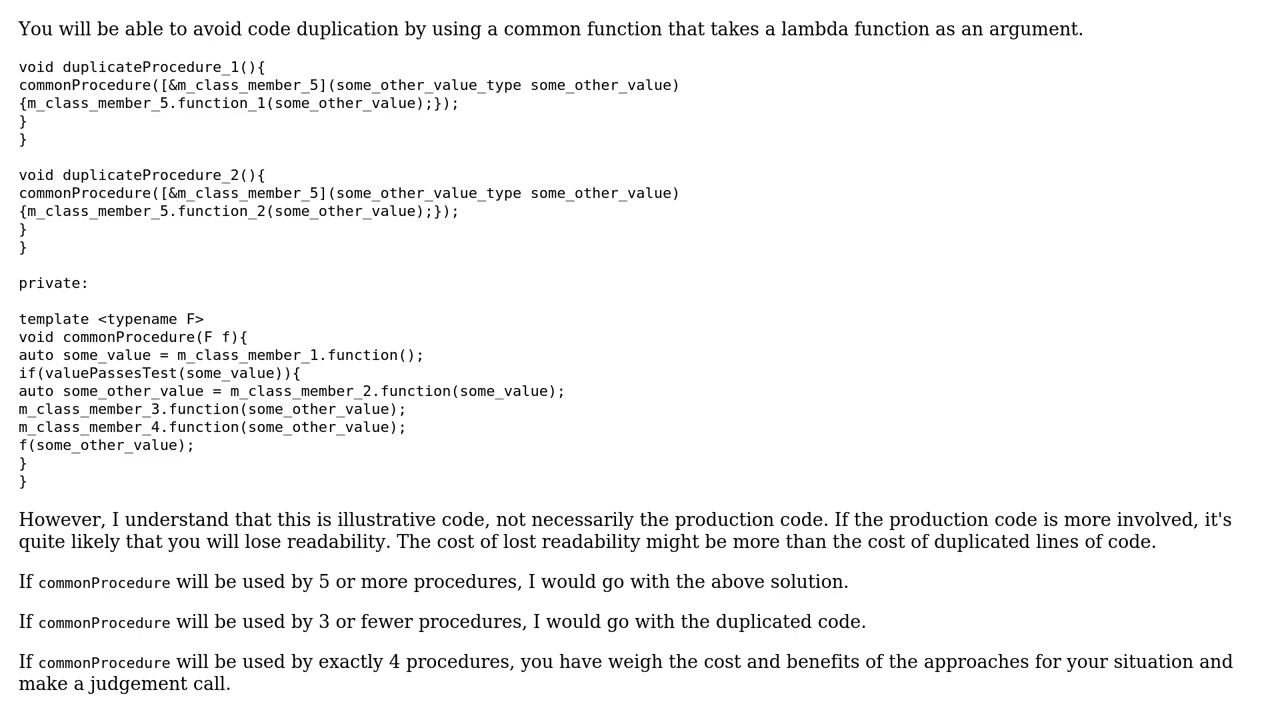 You will be able to avoid code duplication by using a common function that takes a lambda function as an argument.
void duplicateProcedure_1(){
commonProcedure([&m_class_member_5](some_other_value_type some_other_value)
{m_class_member_5.function_1(some_other_value);});
}
}
void duplicateProcedure_2(){
commonProcedure([&m_class_member_5](some_other_value_type some_other_value)
{m_class_member_5.function_2(some_other_value);});
}
}
private:
template <typename F>
void commonProcedure(F f){
auto some_value = m_class_member_1.function();
if(valuePassesTest(some_value)){
auto some_other_value = m_class_member_2.function(some_value);
m_class_member_3.function(some_other_value);
m_class_member_4.function(some_other_value);
f(some_other_value);
}
}
However, I understand that this is illustrative code, not necessarily the production code. If the production code is more involved, it's
quite likely that you will lose readability. The cost of lost readability might be more than the cost of duplicated lines of code.
If commonProcedure will be used by 5 or more procedures, I would go with the above solution.
If commonProcedure will be used by 3 or fewer procedures, I would go with the duplicated code.
If commonProcedure will be used by exactly 4 procedures, you have weigh the cost and benefits of the approaches for your situation and
make a judgement call.